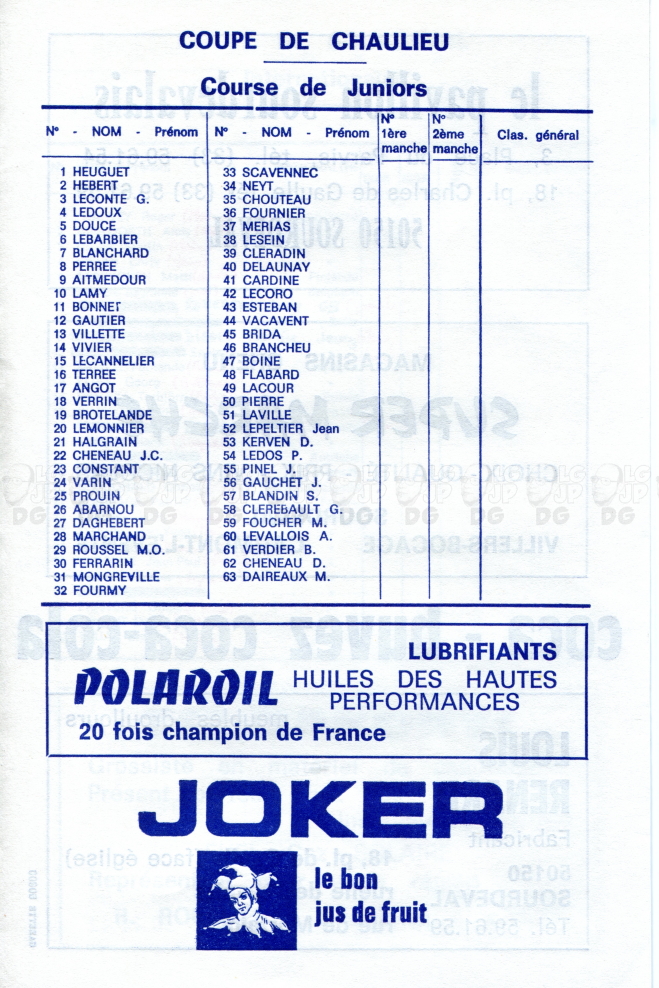 COUPE DE CHAULIEU
Course de Juniors
N° - NOM - Prénom
1 HEUGUET
2 HEBERT
3 LECONTE G.
4 LEDOUX
5 DOUCE
6 LEBARBIER
7 BLANCHARD
8 PERREE
9 AITMEDOUR
10 LAMY
11 BONNET
12 GAUTIER
13 VILLETTE
14 VIVIER
15 LECANNELIER
16 TERREE
17 ANGOT
18 VERRIN
19 BROTELANDE
20 LEMONNIER
21 HALGRAIN
22 CHENEAU J.C.
23 CONSTANT
24 VARIN
25 PROUIN
26 ABARNOU
27 DAGHEBERT
28 MARCHAND
29 ROUSSEL M.O.
30 FERRARIN
31 MONGREVILLE
32 FOURMY
N° - NOM - Prénom
33 SCAVENNEC
34 NEYT
35 CHOUTEAU
36 FOURNIER
37 MERIAS
38 LESEIN
39 CLERADIN
40 DELAUNAY
41 CARDINE
42 LECORO
43 ESTEBAN
44 VACAVENT
45 BRIDA
46 BRANCHEU
47 BOINE
48 FLABARD
49 LACOUR
50 PIERRE
51 LAVILLE
52 LEPELTIER Jean
53 KERVEN D.
54 LEDOS P.
55 PINEL J.
56 GAUCHET J.
57 BLANDIN S.
58 CLEREBAULT G.
59 FOUCHER M.
60 LEVALLOIS A.
61 VERDIER B.
62 CHENEAU D.
63 DAIREAUX M.
N°
1ère
manche
N°
2ème
manche
Clas. général
LUBRIFIANTS
POLAROIL
HUILES DES HAUTES
PERFORMANCES
20 fois champion de France
JOKER
le bon
jus de fruit